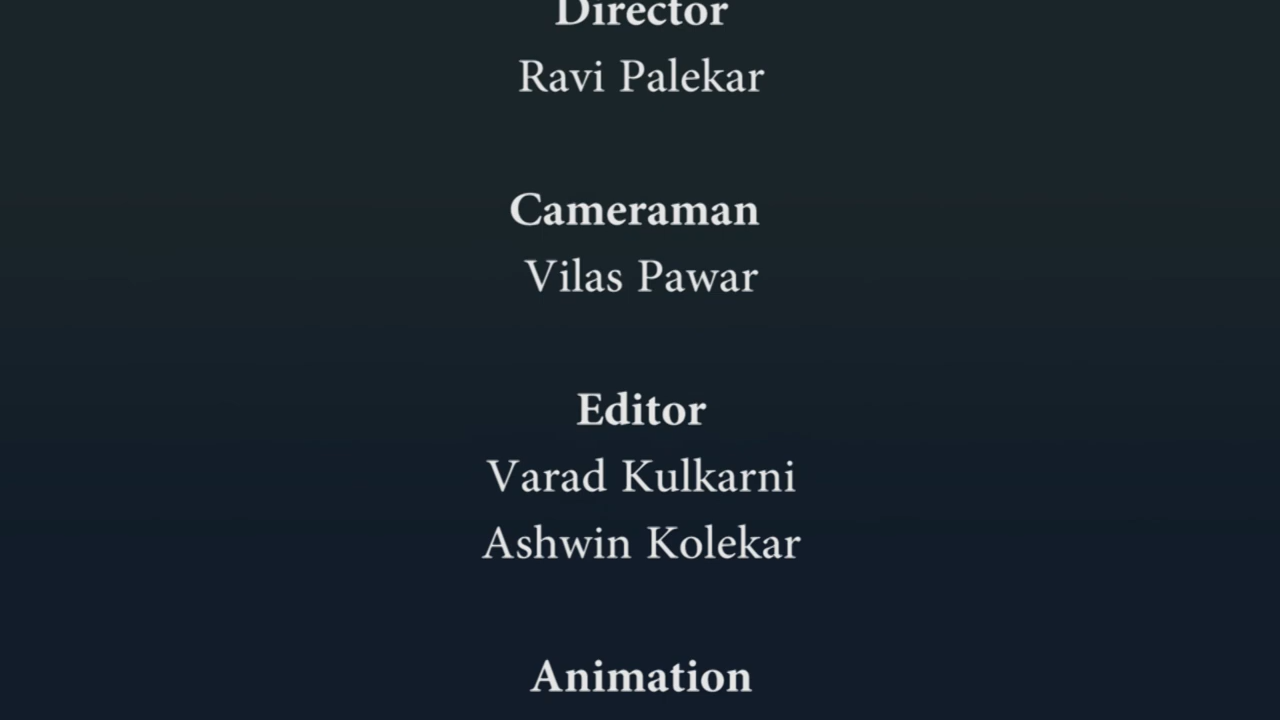 Director
Ravi Palekar
Cameraman
Vilas Pawar
Editor
Varad Kulkarni
Ashwin Kolekar
Animation